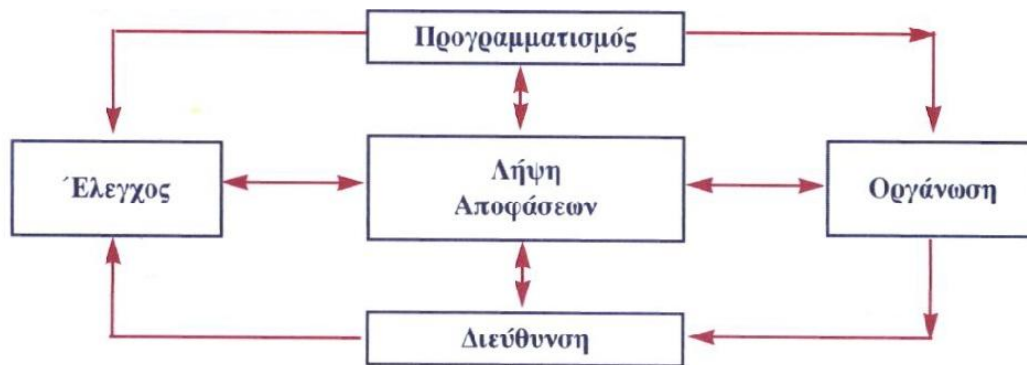 Προγραμματισμός
Έλεγχος
Λήψη
Αποφάσεων
Οργάνωση
Διεύθυνση